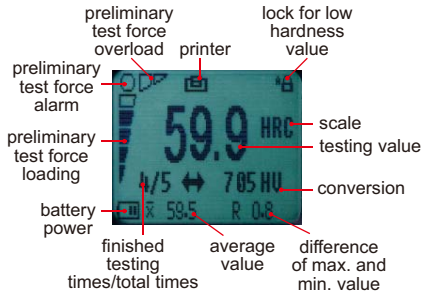 preliminary
test force
overload
printer
lock for low
hardness
value
preliminary
test force
alarm
preliminary
test force
loading
battery
power
59.9 HRC
4/5 ⇔ 705 HV
x̄ 59.5 R 0.8
scale
testing value
conversion
finished
testing
times/total times
average
value
difference
of max. and
min. value